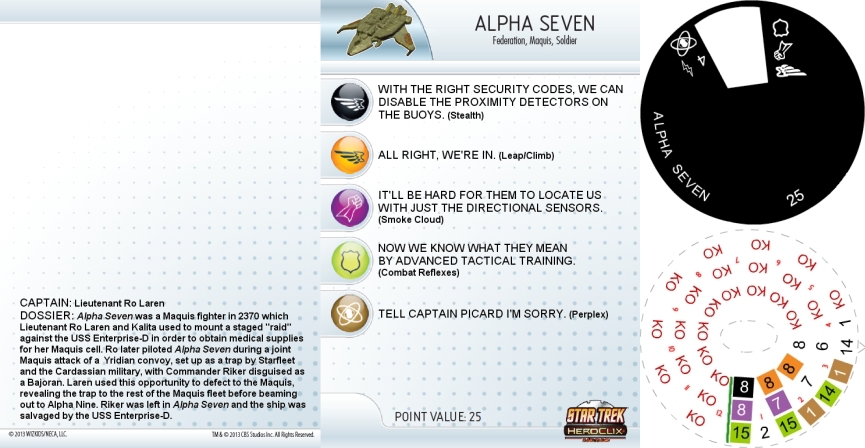 CAPTAIN: Lieutenant Ro Laren
DOSSIER: Alpha Seven was a Maquis fighter in 2370 which
Lieutenant Ro Laren and Kalita used to mount a staged "raid"
against the USS Enterprise-D in order to obtain medical supplies
for her Maquis cell. Ro later piloted Alpha Seven during a joint
Maquis attack of a Yridian convoy, set up as a trap by Starfleet
and the Cardassian military, with Commander Riker disguised as
a Bajoran. Laren used this opportunity to defect to the Maquis,
revealing the trap to the rest of the Maquis fleet before beaming
out to Alpha Nine. Riker was left in Alpha Seven and the ship was
salvaged by the USS Enterprise-D.
© 2013 WIZKIDS/NECA, LLC.
TM & © 2013 CBS Studios Inc. All Rights Reserved.
ALPHA SEVEN
Federation, Maquis, Soldier
WITH THE RIGHT SECURITY CODES, WE CAN
DISABLE THE PROXIMITY DETECTORS ON
THE BUOYS. (Stealth)
ALL RIGHT, WE'RE IN. (Leap/Climb)
IT'LL BE HARD FOR THEM TO LOCATE US
WITH JUST THE DIRECTIONAL SENSORS.
(Smoke Cloud)
NOW WE KNOW WHAT THEY MEAN
BY ADVANCED TACTICAL TRAINING.
(Combat Reflexes)
TELL CAPTAIN PICARD I'M SORRY. (Perplex)
POINT VALUE: 25
STAR TREK
HEROCLIX
4
ALPHA SEVEN
25
KO KO KO KO KO KO KO KO
KO KO KO KO KO KO KO KO
KO KO KO KO KO KO KO KO
8 8 8 8
8 7 7 6
15 15 14 14
2 1 1 1